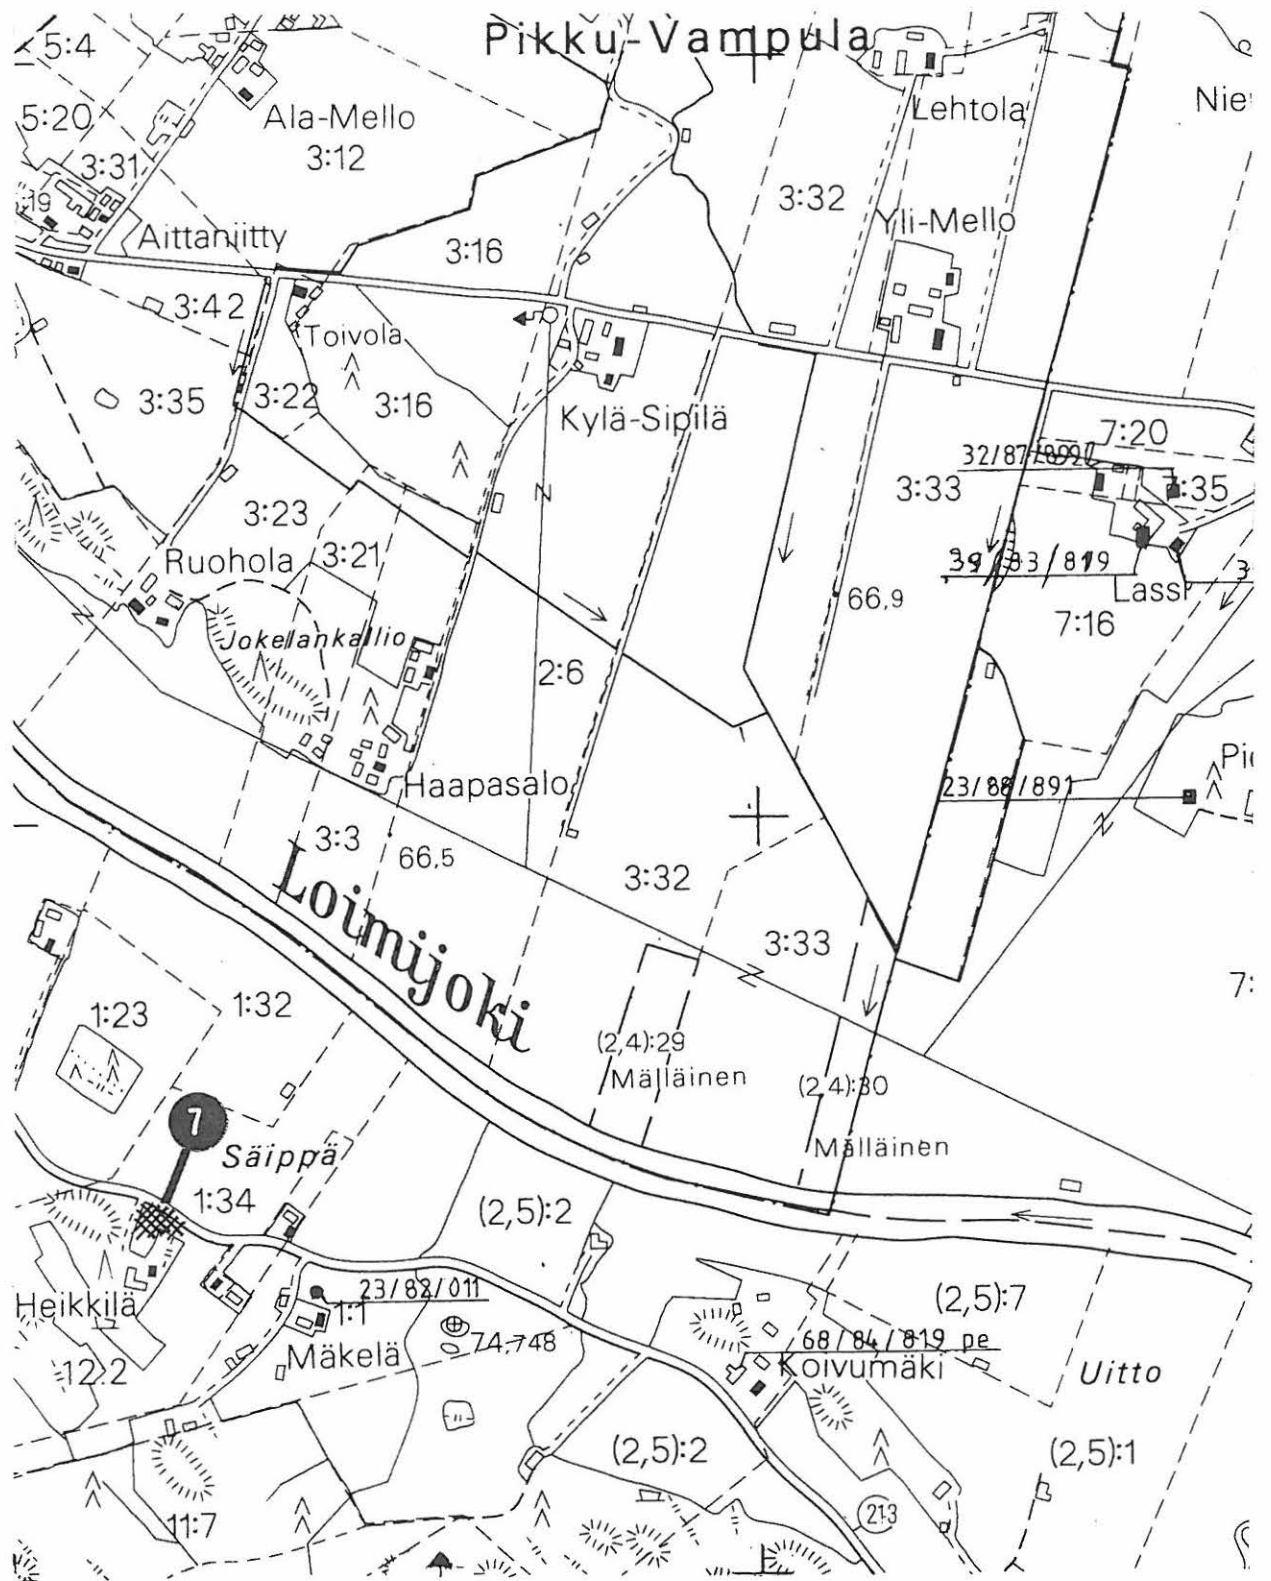 Pikku-Vampula
5:4
Ala-Mello
3:12
Lehtola
5:20
3:31
3:32
:19
Aittaniitty
3:16
Yli-Mello
3:42
Toivola
3:35
3:22
3:16
Kylä-Sipilä
7:20
3:33
:35
3:23
Ruohola
3:21
Lassi
66,9
7:16
Jokelankallio
2:6
23/88/891
Haapasalo
3:3
66,5
3:32
Loimijoki
3:33
7:
1:23
1:32
(2,4):29
Mälläinen
(2,4):30
Mälläinen
7
Säippä
1:34
(2,5):2
Heikkilä
23/82/011
1:1
(2,5):7
74,748
68/84/819 pe
12:2
Mäkelä
Koivumäki
Uitto
(2,5):2
(2,5):1
11:7
213